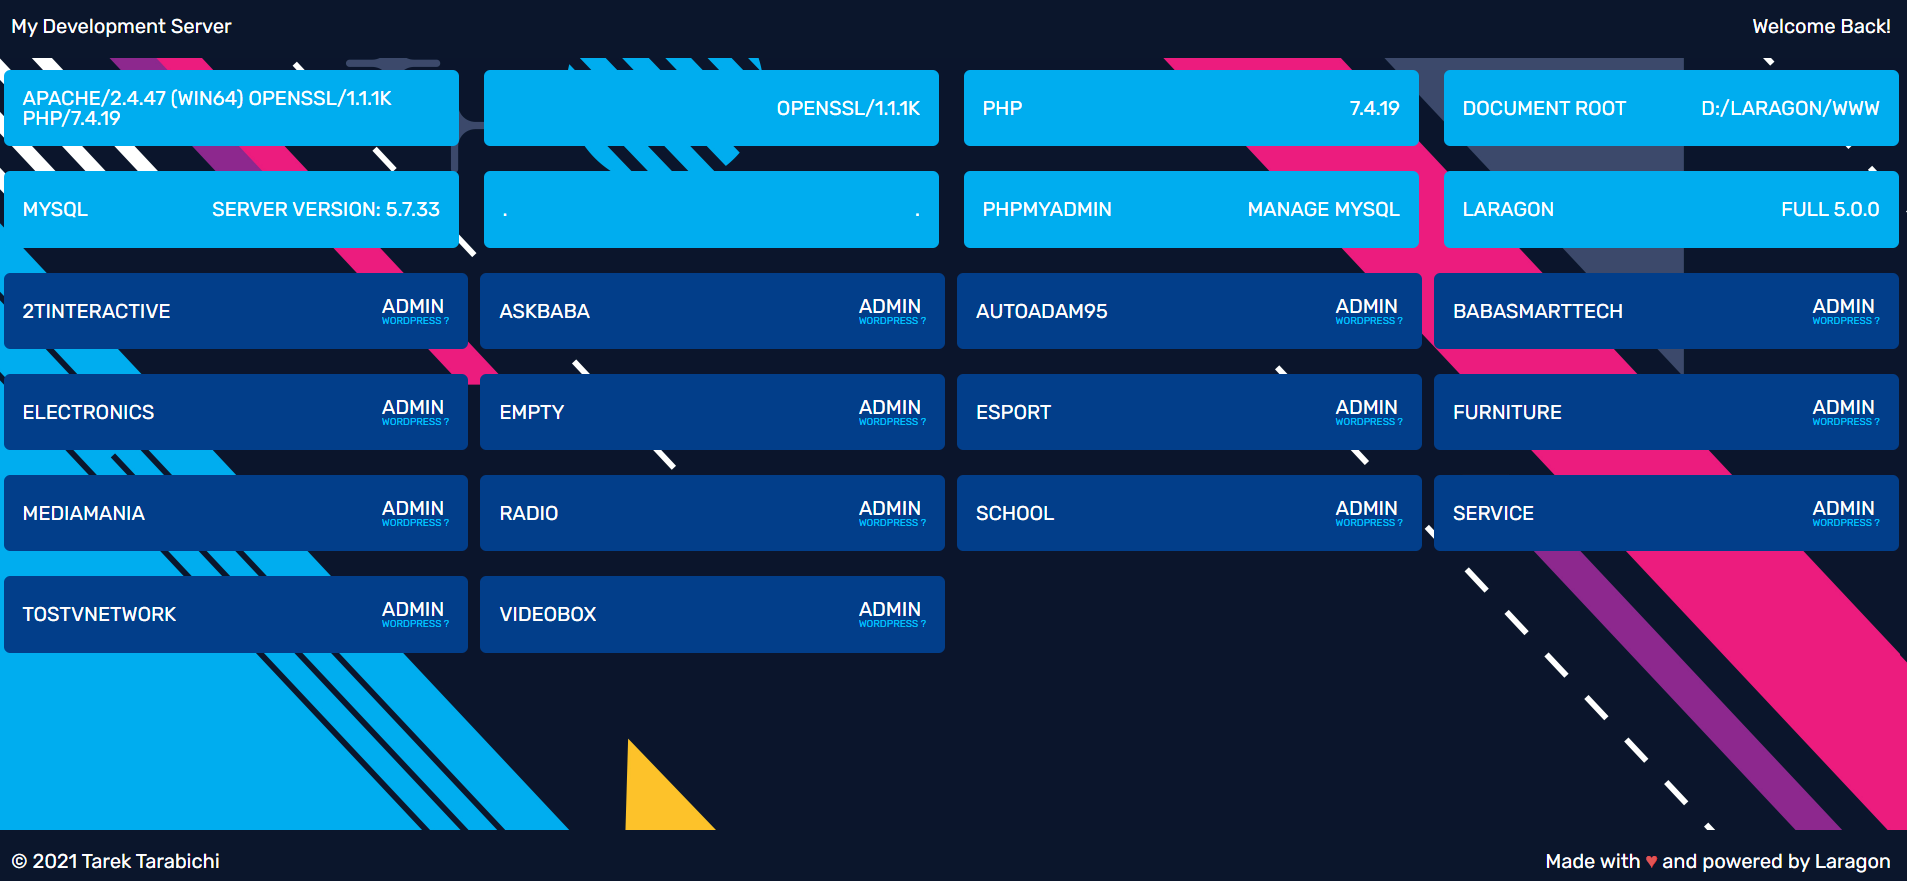 My Development Server
Welcome Back!
APACHE/2.4.47 (WIN64) OPENSSL/1.1.1K
PHP/7.4.19
OPENSSL/1.1.1K
PHP
7.4.19
DOCUMENT ROOT
D:/LARAGON/WWW
MYSQL
SERVER VERSION: 5.7.33
.
.
PHPMYADMIN
MANAGE MYSQL
LARAGON
FULL 5.0.0
2TINTERACTIVE
ADMIN
WORDPRESS ?
ASKBABA
ADMIN
WORDPRESS ?
AUTOADAM95
ADMIN
WORDPRESS ?
BABASMARTTECH
ADMIN
WORDPRESS ?
ELECTRONICS
ADMIN
WORDPRESS ?
EMPTY
ADMIN
WORDPRESS ?
ESPORT
ADMIN
WORDPRESS ?
FURNITURE
ADMIN
WORDPRESS ?
MEDIAMANIA
ADMIN
WORDPRESS ?
RADIO
ADMIN
WORDPRESS ?
SCHOOL
ADMIN
WORDPRESS ?
SERVICE
ADMIN
WORDPRESS ?
TOSTVNETWORK
ADMIN
WORDPRESS ?
VIDEOBOX
ADMIN
WORDPRESS ?
© 2021 Tarek Tarabichi
Made with ♥ and powered by Laragon